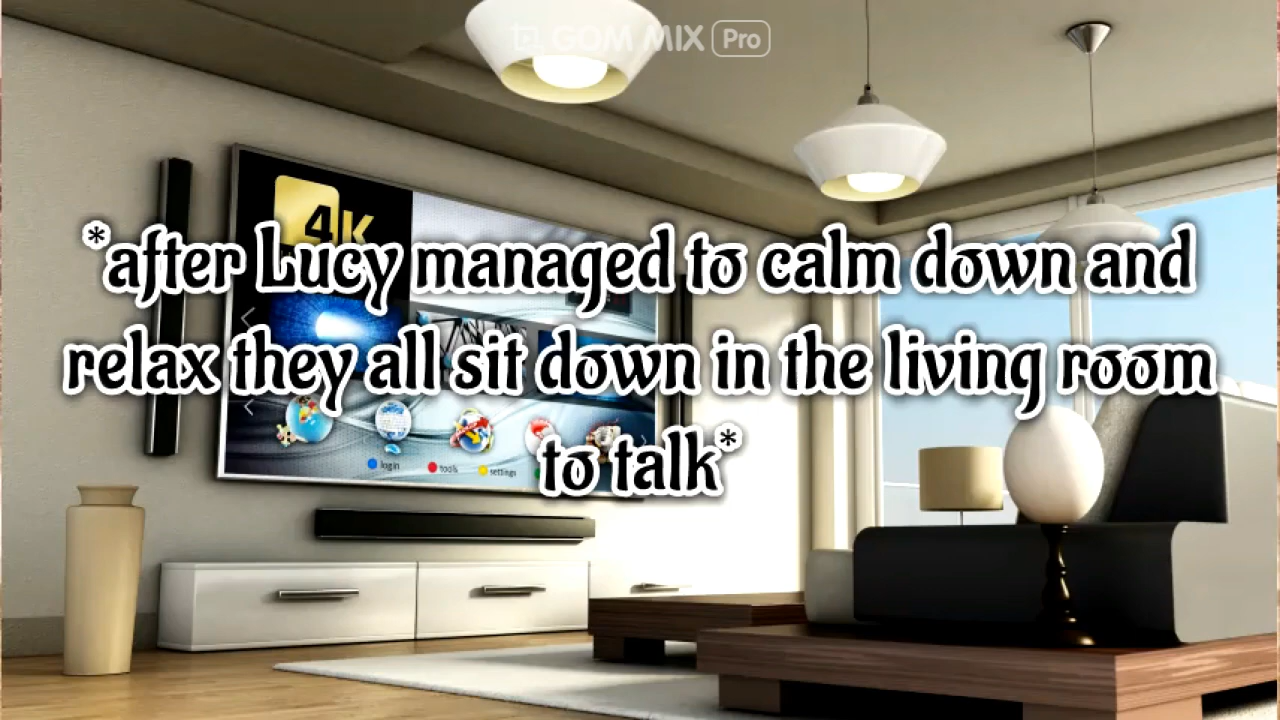 GOM MIX Pro
4K
*after Lucy managed to calm down and
relax they all sit down in the living room
to talk*
login
tools
settings